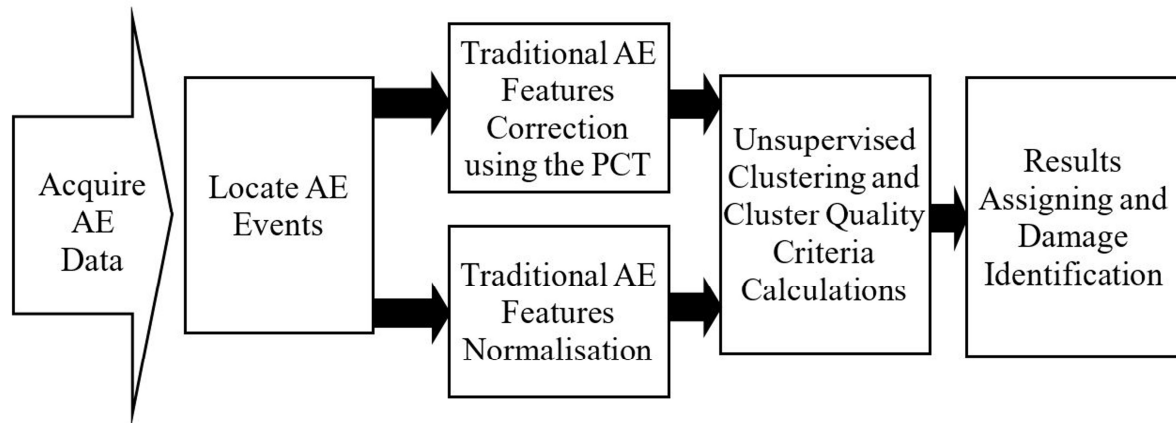 Acquire
AE
Data
Locate AE
Events
Traditional AE
Features
Correction
using the PCT
Traditional AE
Features
Normalisation
Unsupervised
Clustering and
Cluster Quality
Criteria
Calculations
Results
Assigning and
Damage
Identification